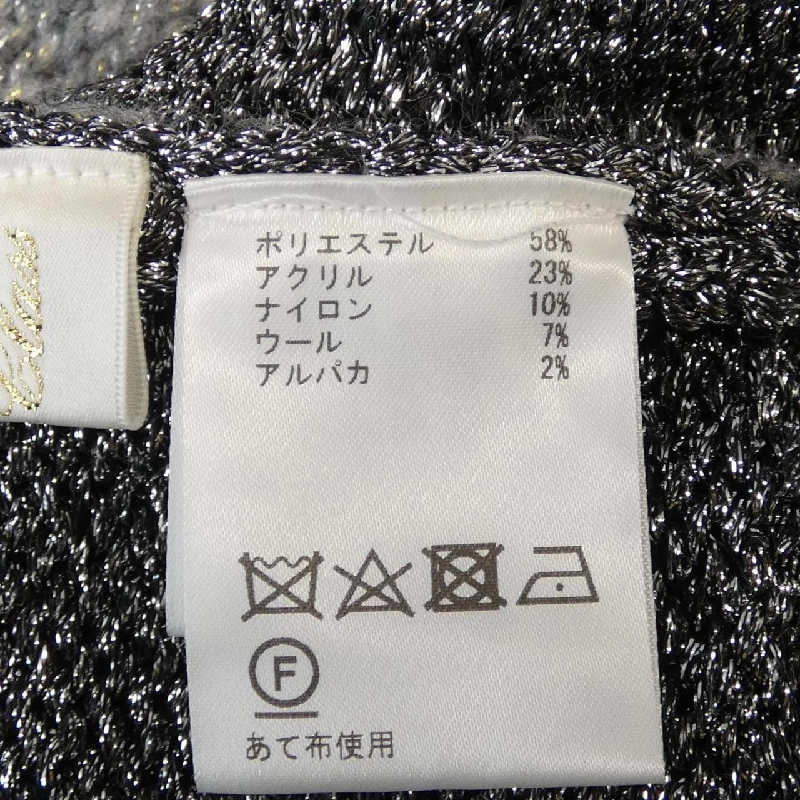 Class
ポリエステル 58%
アクリル 23%
ナイロン 10%
ウール 7%
アルパカ 2%
F
あて布使用